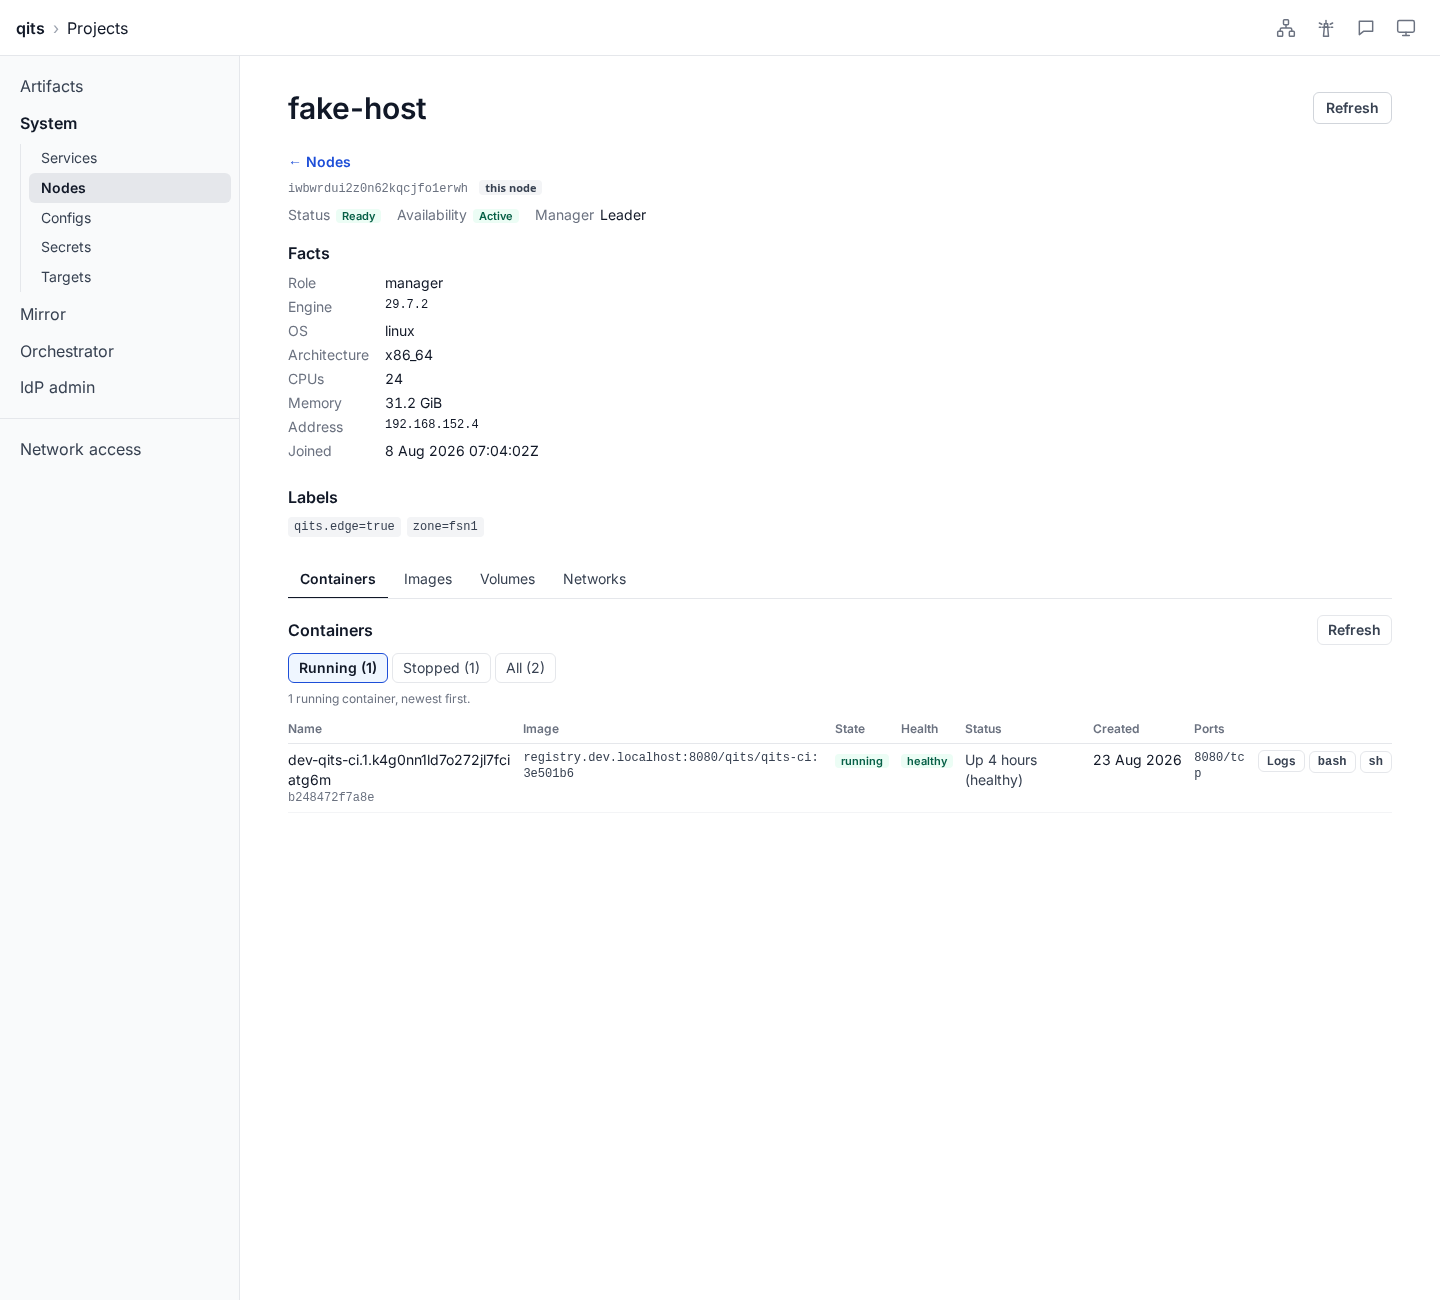 qits › Projects
Artifacts
System
Services
Nodes
Configs
Secrets
Targets
Mirror
Orchestrator
IdP admin
Network access
fake-host
Refresh
← Nodes
iwbwrdui2z0n62kqcjfo1erwh this node
Status Ready Availability Active Manager Leader
Facts
Role manager
Engine 29.7.2
OS linux
Architecture x86_64
CPUs 24
Memory 31.2 GiB
Address 192.168.152.4
Joined 8 Aug 2026 07:04:02Z
Labels
qits.edge=true zone=fsn1
Containers Images Volumes Networks
Containers
Refresh
Running (1) Stopped (1) All (2)
1 running container, newest first.
Name Image State Health Status Created Ports
dev-qits-ci.1.k4g0nn1ld7o272jl7fci registry.dev.localhost:8080/qits/qits-ci: running healthy Up 4 hours 23 Aug 2026 8080/tc Logs bash sh
atg6m 3e501b6 (healthy) p
b248472f7a8e